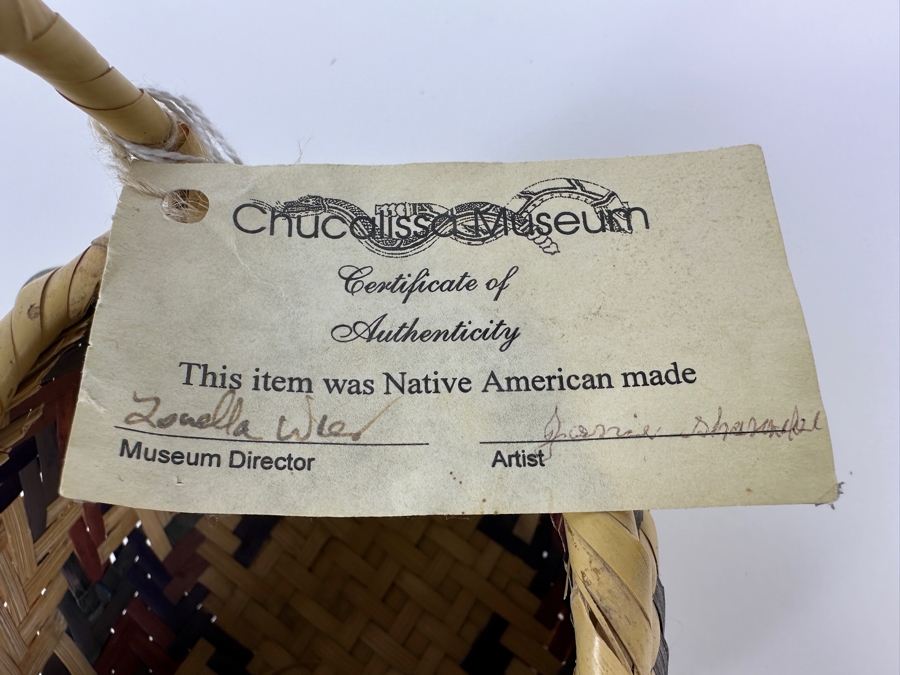 Chucalissa Museum
Certificate of
Authenticity
This item was Native American made
Museum Director
Artist